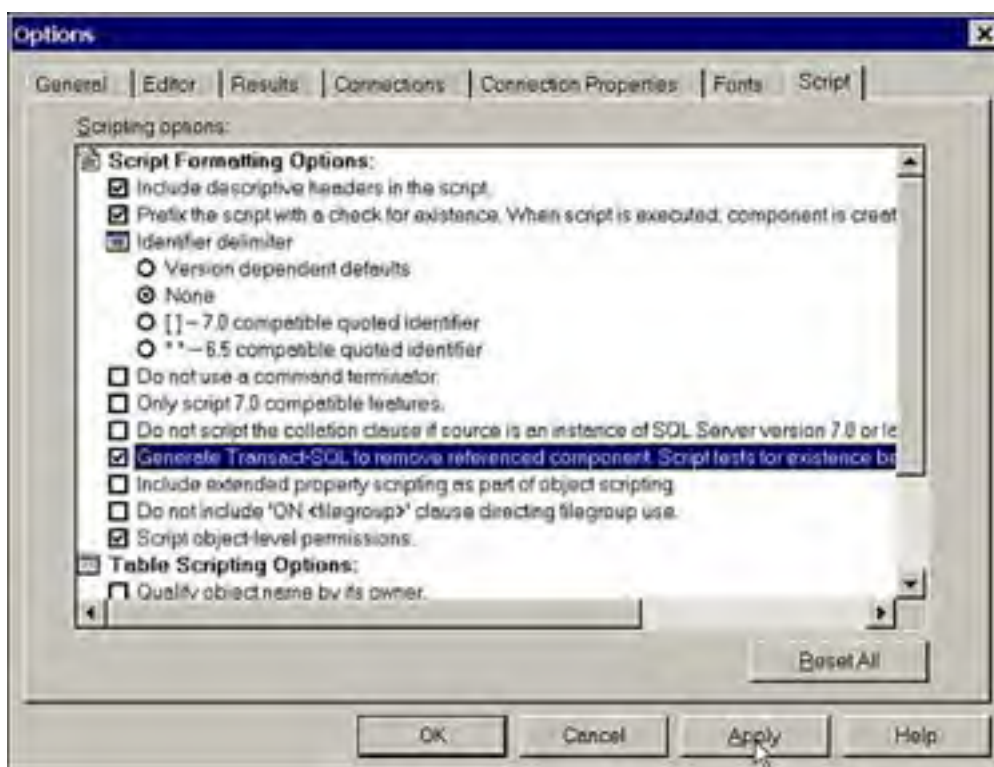 Options
General Editor Results Connections Connection Properties Fonts Script
Scripting options:
Script Formatting Options:
Include descriptive headers in the script.
Prefix the script with a check for existence. When script is executed, component is creat
Identifier delimiter
Version dependent defaults
None
[ ] – 7.0 compatible quoted identifier
" " – 6.5 compatible quoted identifier
Do not use a command terminator.
Only script 7.0 compatible features.
Do not script the collation clause if source is an instance of SQL Server version 7.0 or le
Generate Transact-SQL to remove referenced component. Script tests for existence be
Include extended property scripting as part of object scripting.
Do not include 'ON <filegroup>' clause directing filegroup use.
Script object-level permissions.
Table Scripting Options:
Qualify object name by its owner.
Reset All
OK Cancel Apply Help